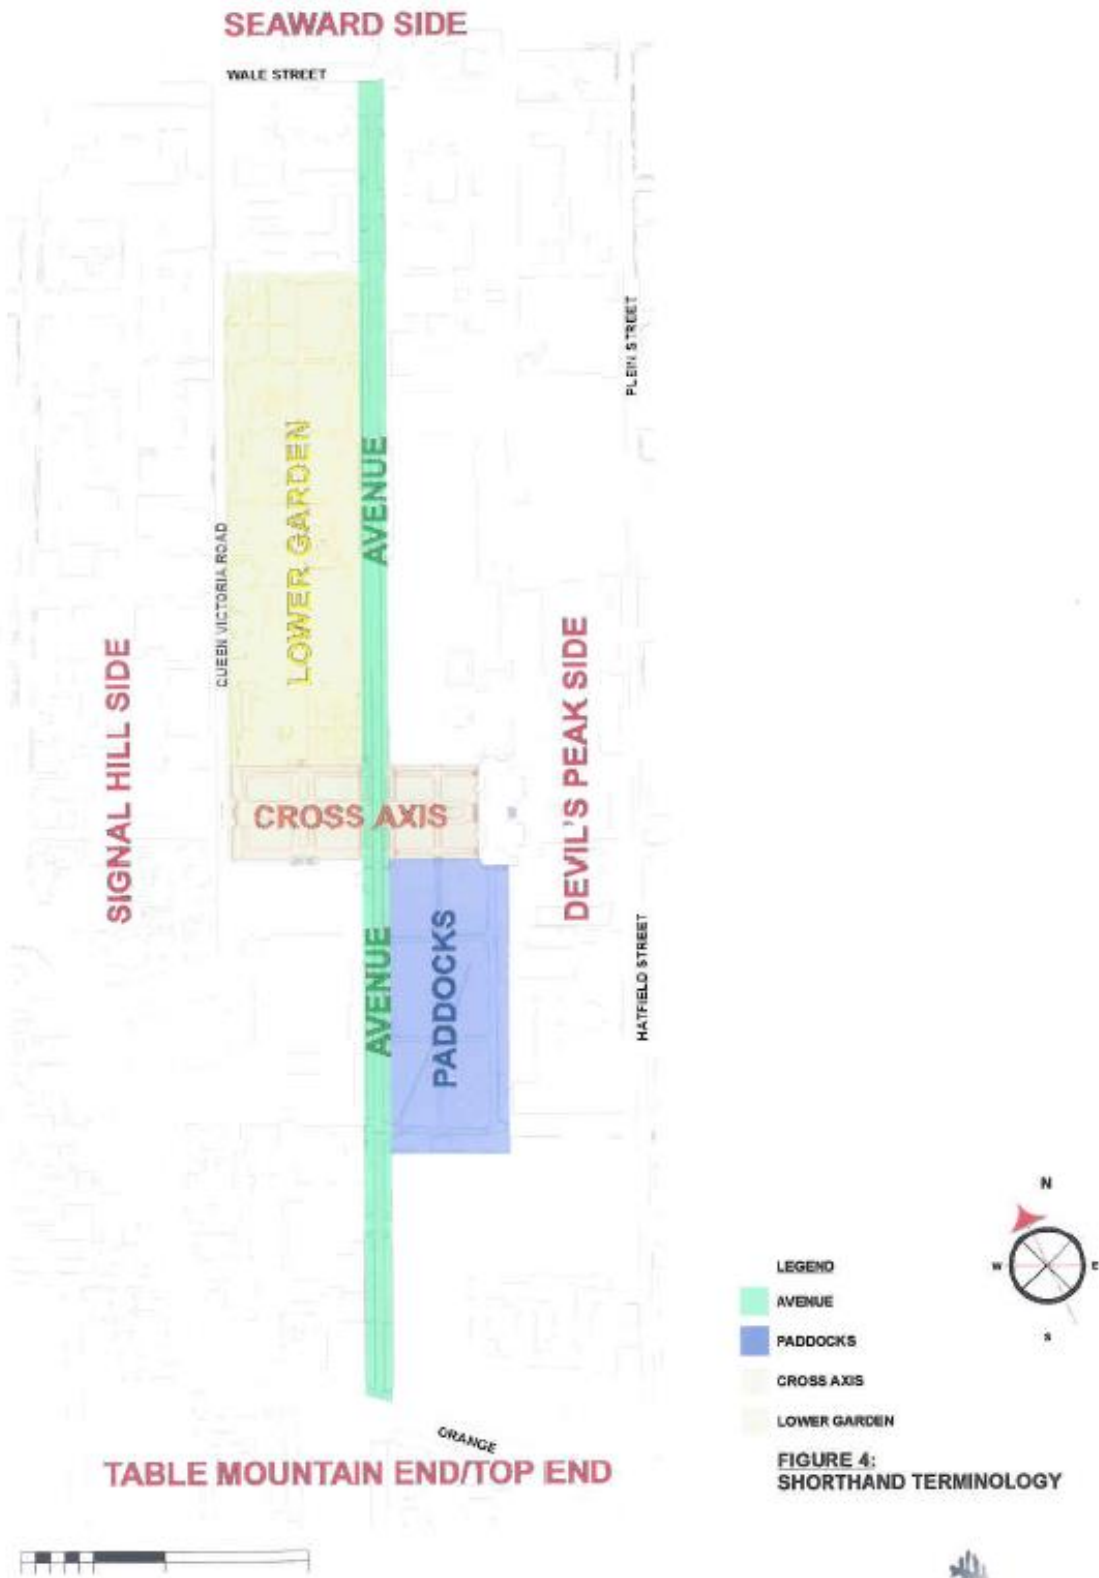 SEAWARD SIDE
WALE STREET
PLEIN STREET
AVENUE
LOWER GARDEN
QUEEN VICTORIA ROAD
SIGNAL HILL SIDE
DEVIL'S PEAK SIDE
CROSS AXIS
PADDOCKS
AVENUE
HATFIELD STREET
N
W
E
S
LEGEND
AVENUE
PADDOCKS
CROSS AXIS
LOWER GARDEN
ORANGE
TABLE MOUNTAIN END/TOP END
FIGURE 4:
SHORTHAND TERMINOLOGY